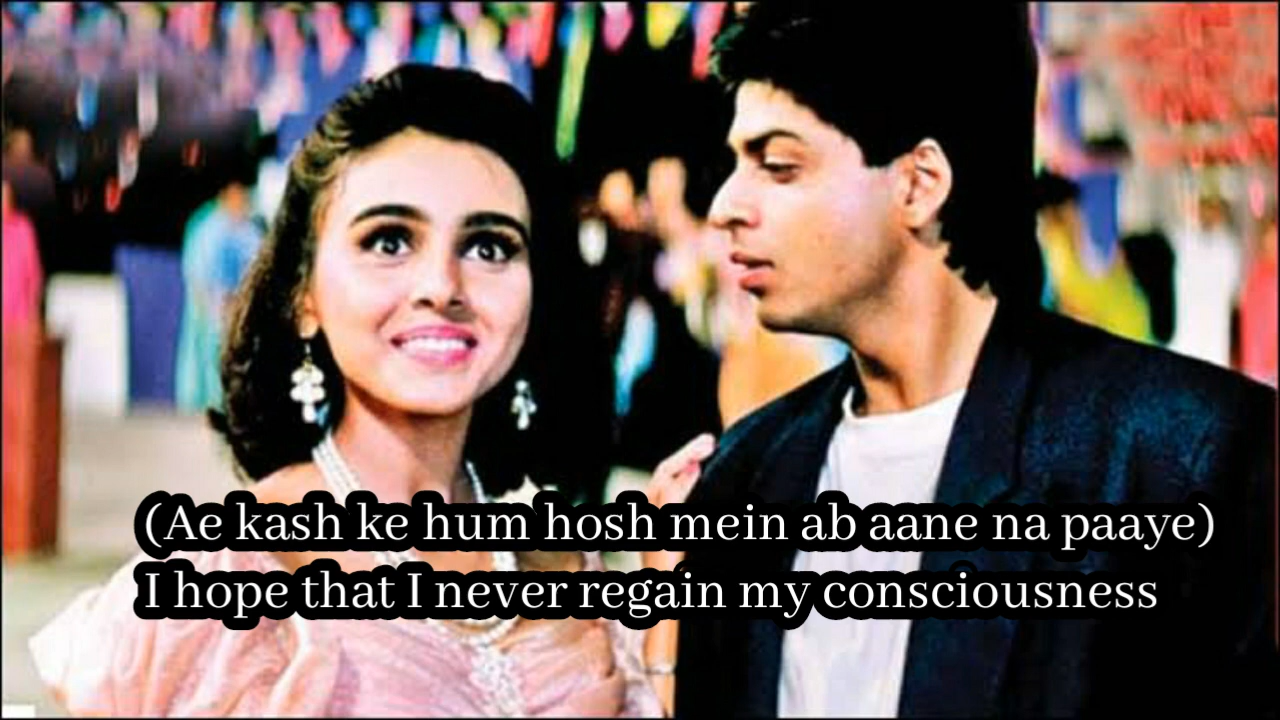 (Ae kash ke hum hosh mein ab aane na paaye)
I hope that I never regain my consciousness